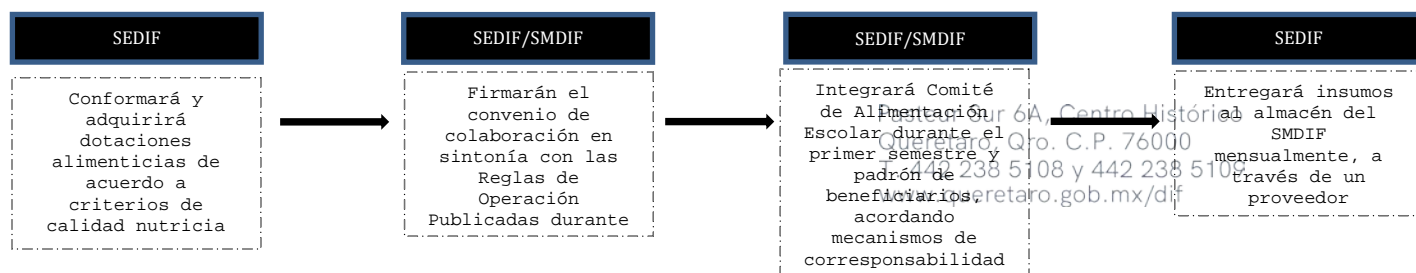 SEDIF
Conformará y
adquirirá
dotaciones
alimenticias de
acuerdo a
criterios de
calidad nutricia
SEDIF/SMDIF
Firmarán el
convenio de
colaboración en
sintonía con las
Reglas de
Operación
Publicadas durante
SEDIF/SMDIF
Integrará Comité
de Alimentación
Escolar durante el
primer semestre y
padrón de
beneficiarios,
acordando
mecanismos de
corresponsabilidad
SEDIF
Entregará insumos
al almacén del
SMDIF
mensualmente, a
través de un
proveedor
Pasteur Sur 6A, Centro Histórico
Querétaro, Qro. C.P. 76000
T. 442 238 5108 y 442 238 5109
www.queretaro.gob.mx/dif